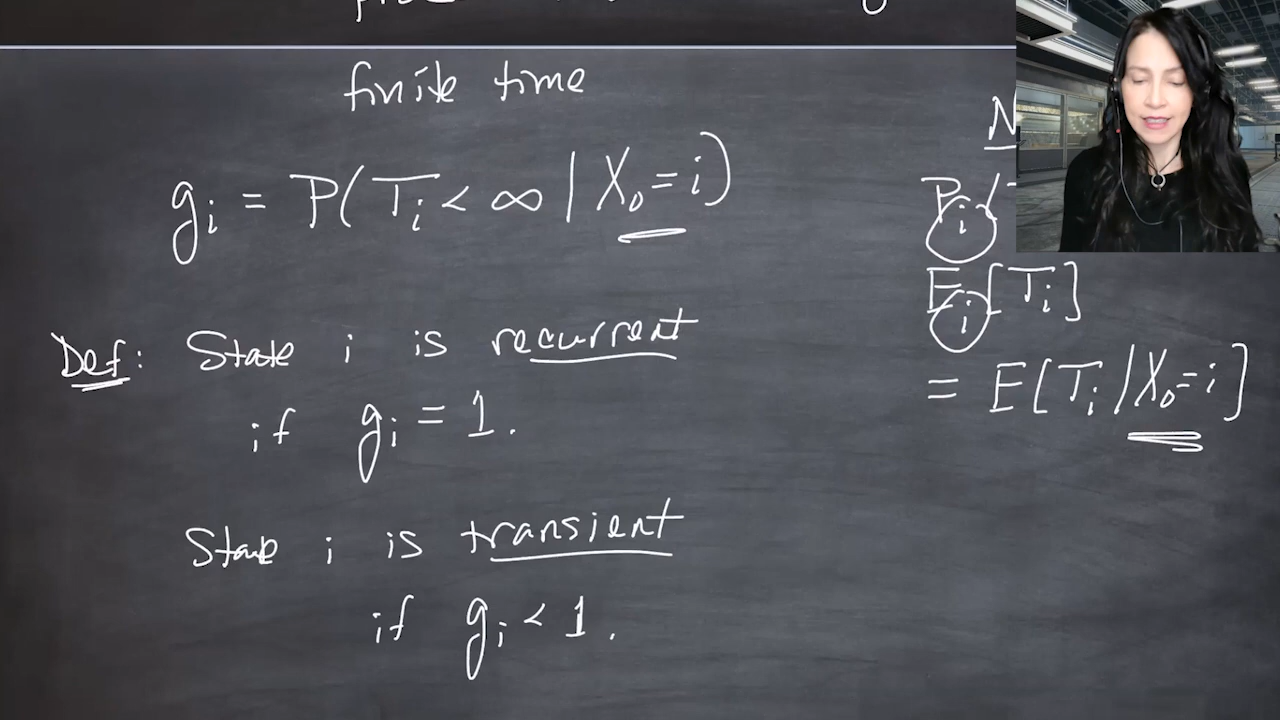 finite time
gᵢ = P(Tᵢ < ∞ | X₀ = i)
Def: State i is recurrent
if gᵢ = 1.
State i is transient
if gᵢ < 1.
N
Pᵢ(
Eᵢ[Tᵢ]
= E[Tᵢ | X₀ = i]